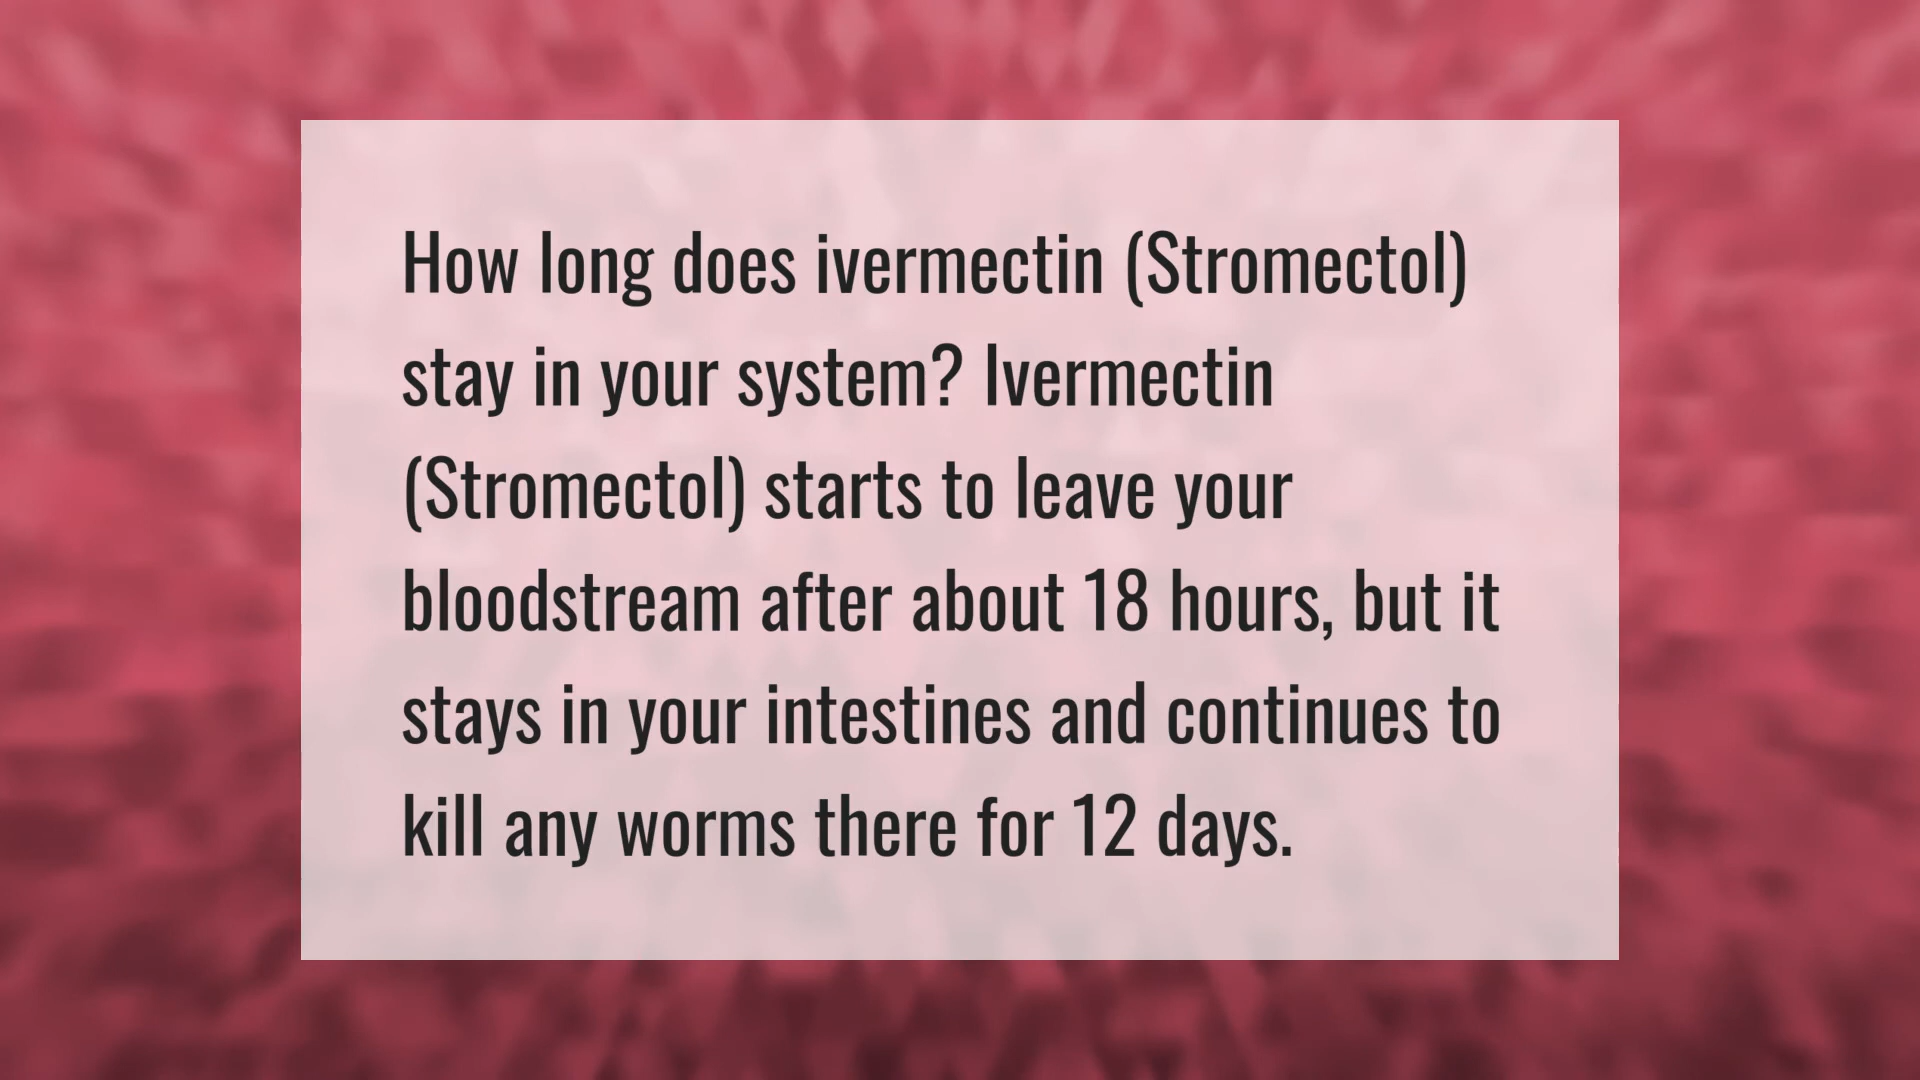 How long does ivermectin (Stromectol)
stay in your system? Ivermectin
(Stromectol) starts to leave your
bloodstream after about 18 hours, but it
stays in your intestines and continues to
kill any worms there for 12 days.